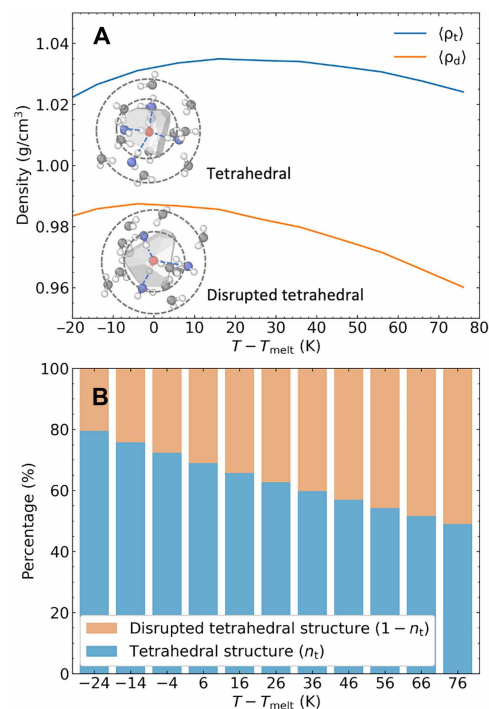 A
⟨ρt⟩
⟨ρd⟩
1.04
1.02
1.00
0.98
0.96
Density (g/cm³)
Tetrahedral
Disrupted tetrahedral
−20 −10 0 10 20 30 40 50 60 70 80
T − Tmelt (K)
B
100
80
60
40
20
0
Percentage (%)
Disrupted tetrahedral structure (1 − nt)
Tetrahedral structure (nt)
−24 −14 −4 6 16 26 36 46 56 66 76
T − Tmelt (K)